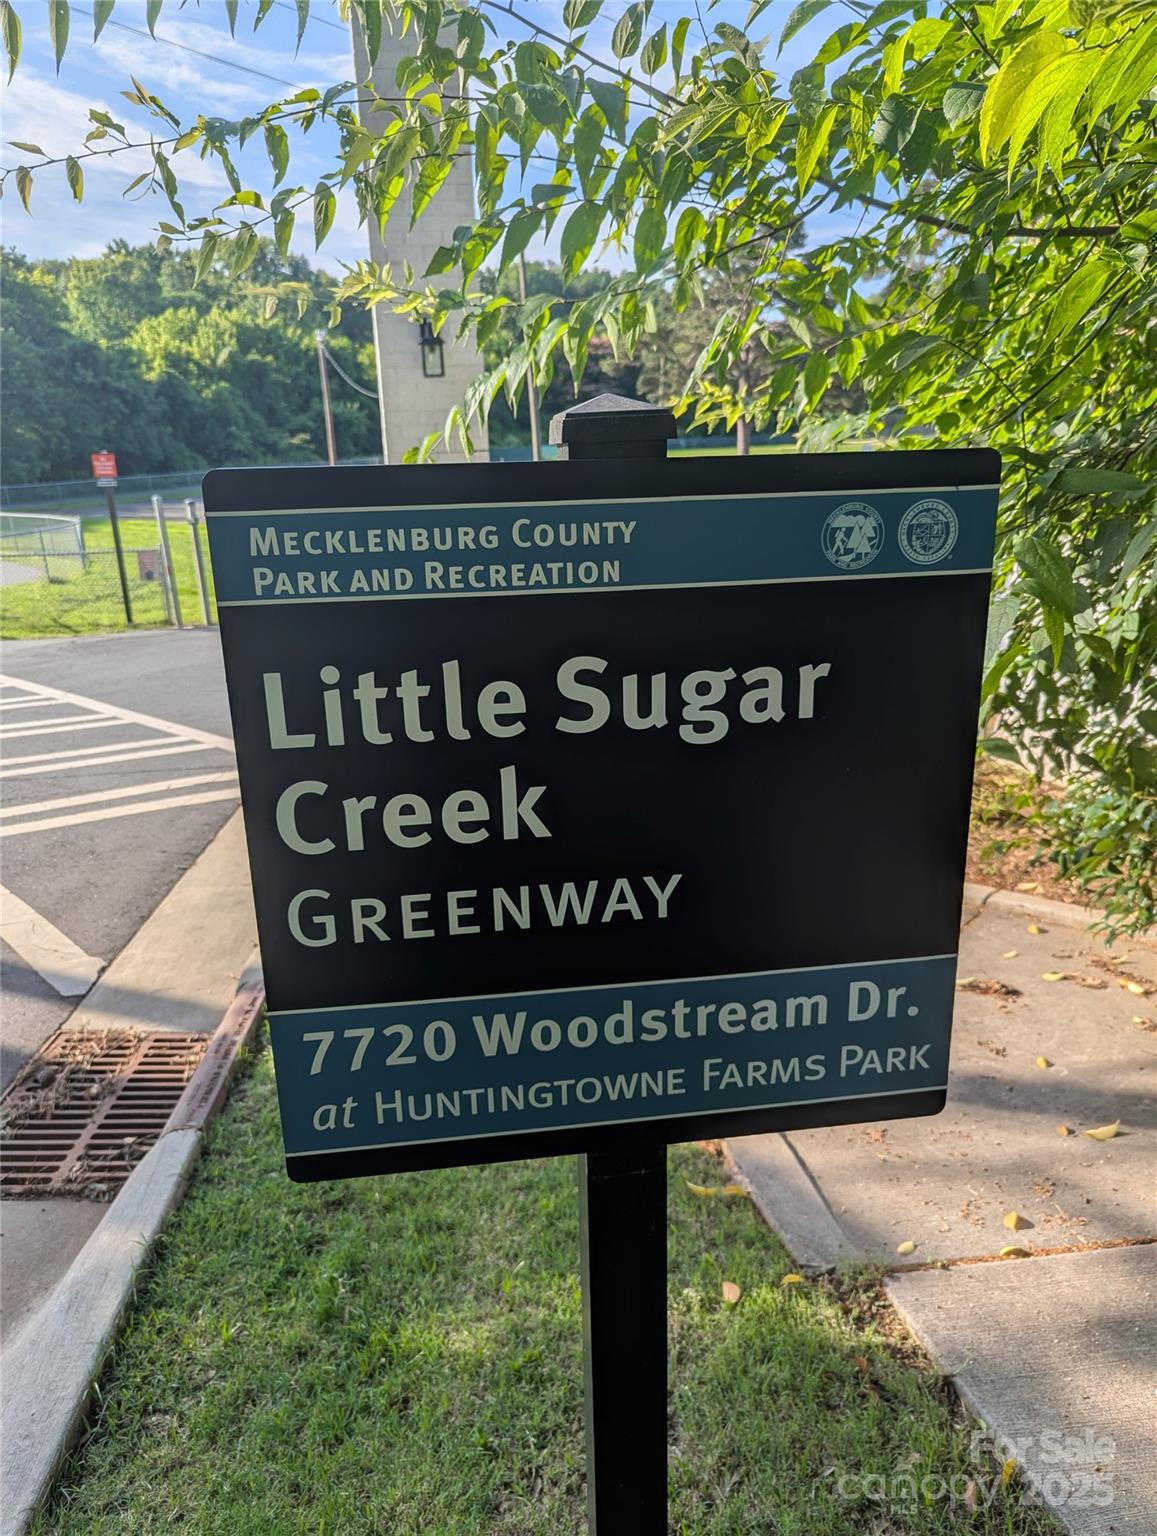 Mecklenburg County
Park and Recreation
Little Sugar
Creek
Greenway
7720 Woodstream Dr.
at Huntingtowne Farms Park
For Sale
canopy 2025
MLS